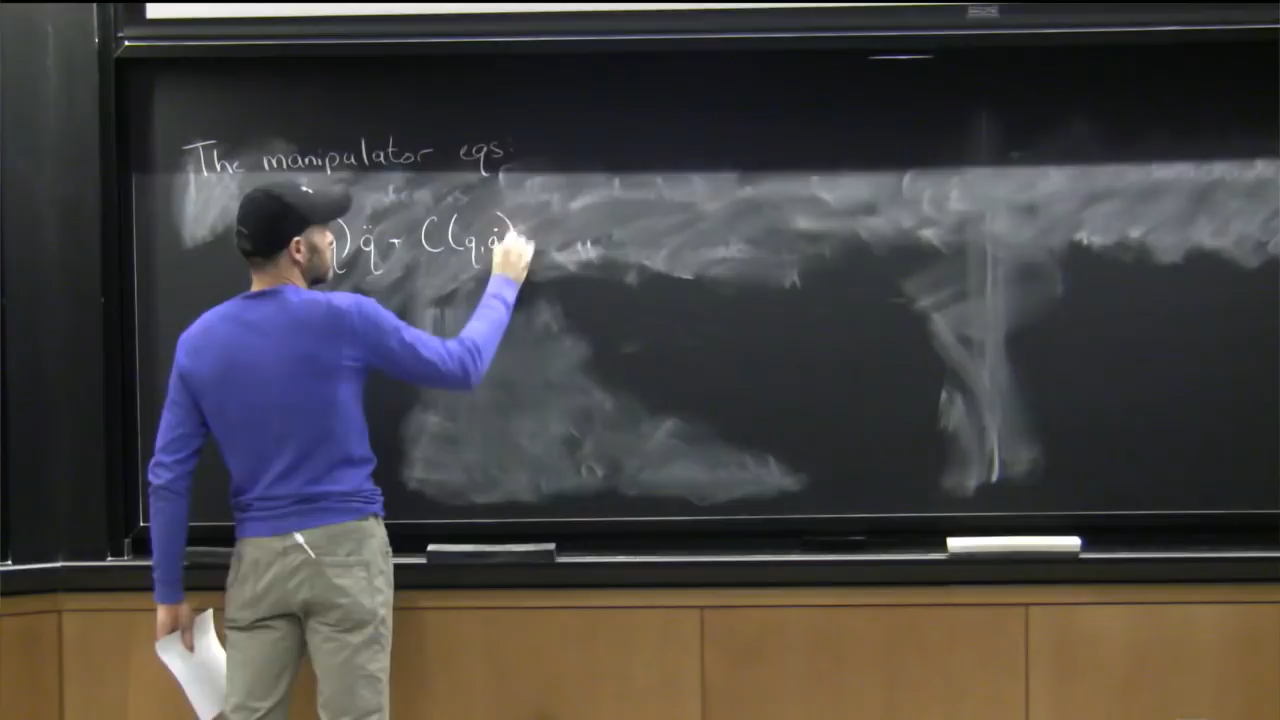 The manipulator eqs:
q) q̈ + C(q, q̇)